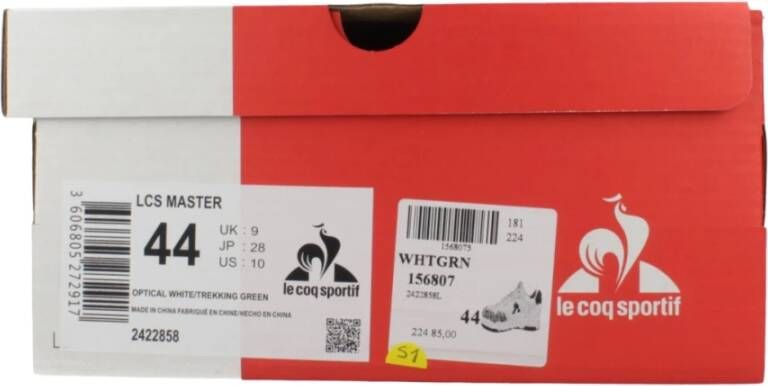 3 606805 272917
LCS MASTER
44
UK : 9
JP : 28
US : 10
le coq sportif
OPTICAL WHITE/TREKKING GREEN
MADE IN CHINA FABRIQUÉ EN CHINE/HECHO EN CHINA
2422858
181
224
1568075
WHTGRN
156807
2422858L
44
224 85,00
S1
le coq sportif